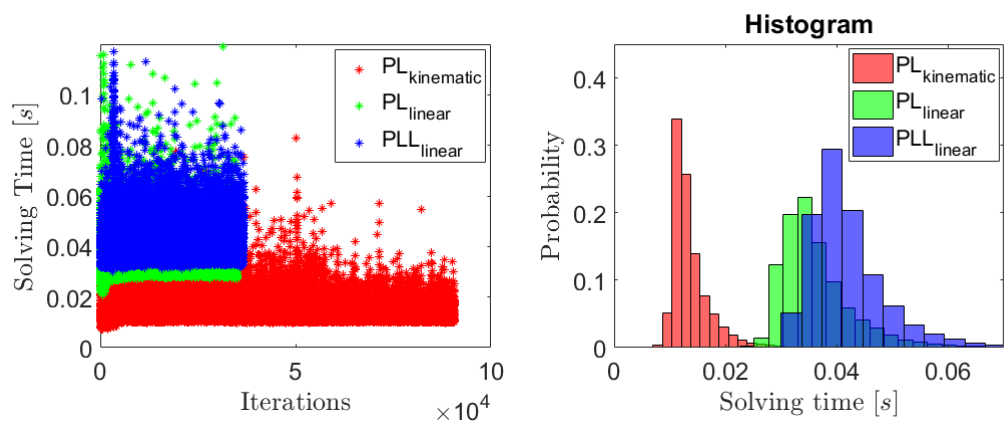 Solving Time [s]
0.1
0.08
0.06
0.04
0.02
0
0
5
10
Iterations
×10^4
PL_kinematic
PL_linear
PLL_linear
Histogram
Probability
0.4
0.3
0.2
0.1
0
0
0.02
0.04
0.06
Solving time [s]
PL_kinematic
PL_linear
PLL_linear